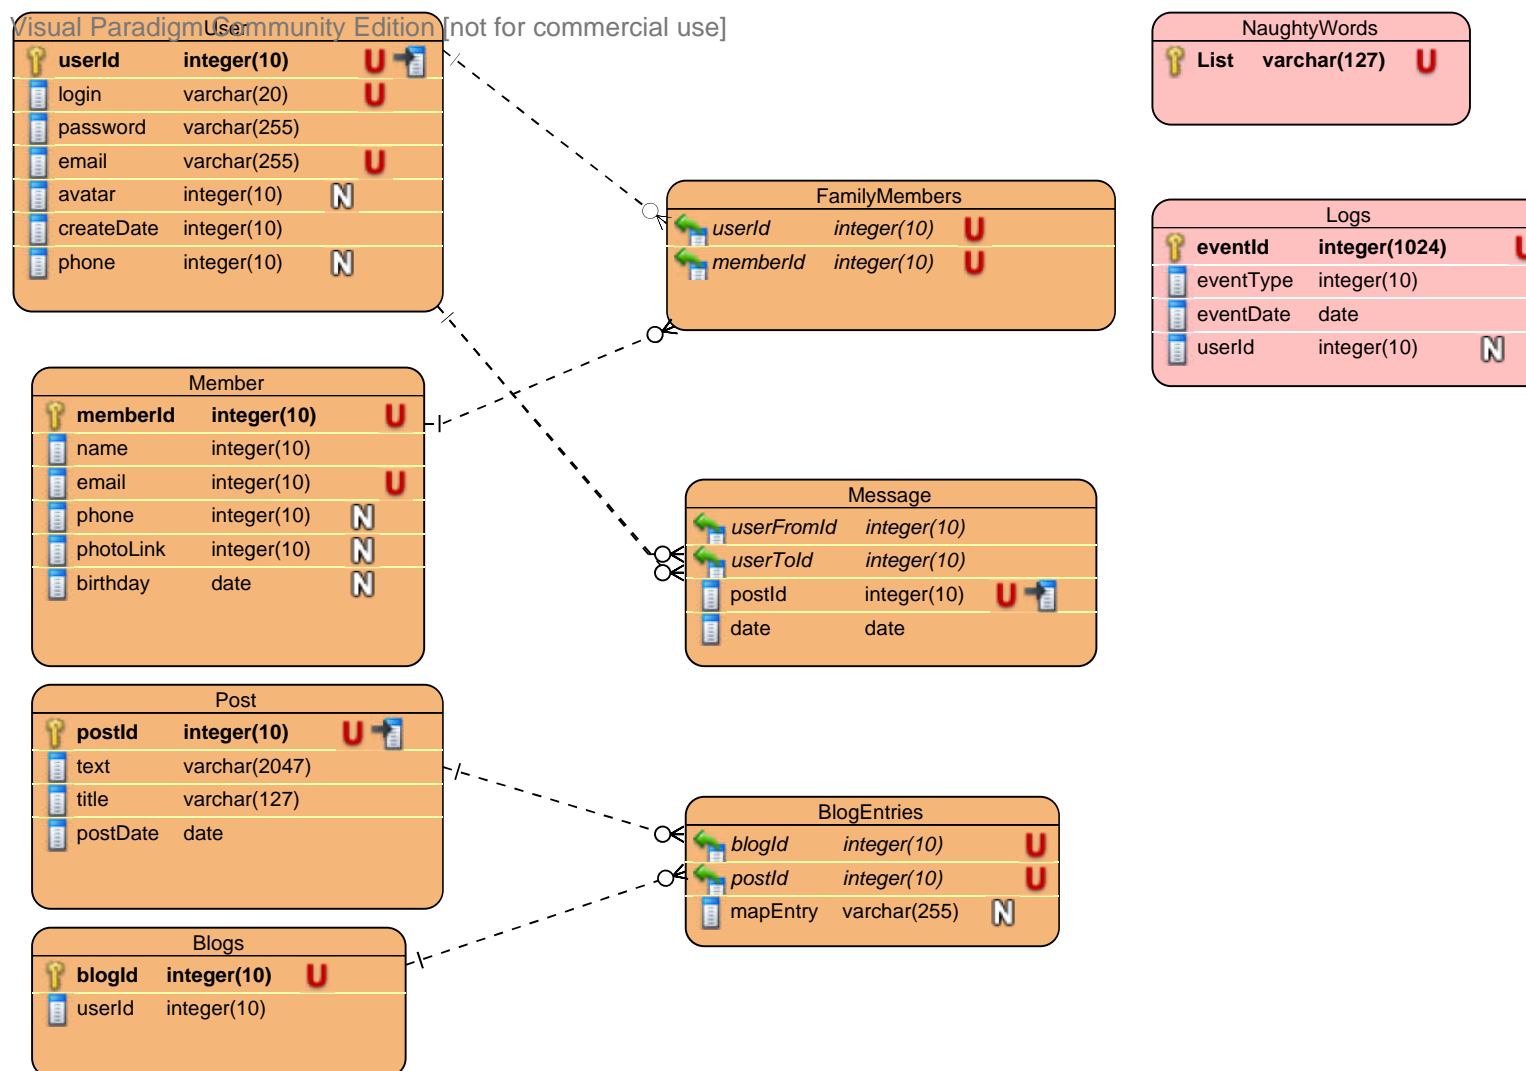 Visual Paradigm Community Edition [not for commercial use]
User
userId integer(10) U
login varchar(20) U
password varchar(255)
email varchar(255) U
avatar integer(10) N
createDate integer(10)
phone integer(10) N
NaughtyWords
List varchar(127) U
FamilyMembers
userId integer(10) U
memberId integer(10) U
Logs
eventId integer(1024) U
eventType integer(10)
eventDate date
userId integer(10) N
Member
memberId integer(10) U
name integer(10)
email integer(10) U
phone integer(10) N
photoLink integer(10) N
birthday date N
Message
userFromId integer(10)
userToId integer(10)
postId integer(10) U
date date
Post
postId integer(10) U
text varchar(2047)
title varchar(127)
postDate date
BlogEntries
blogId integer(10) U
postId integer(10) U
mapEntry varchar(255) N
Blogs
blogId integer(10) U
userId integer(10)